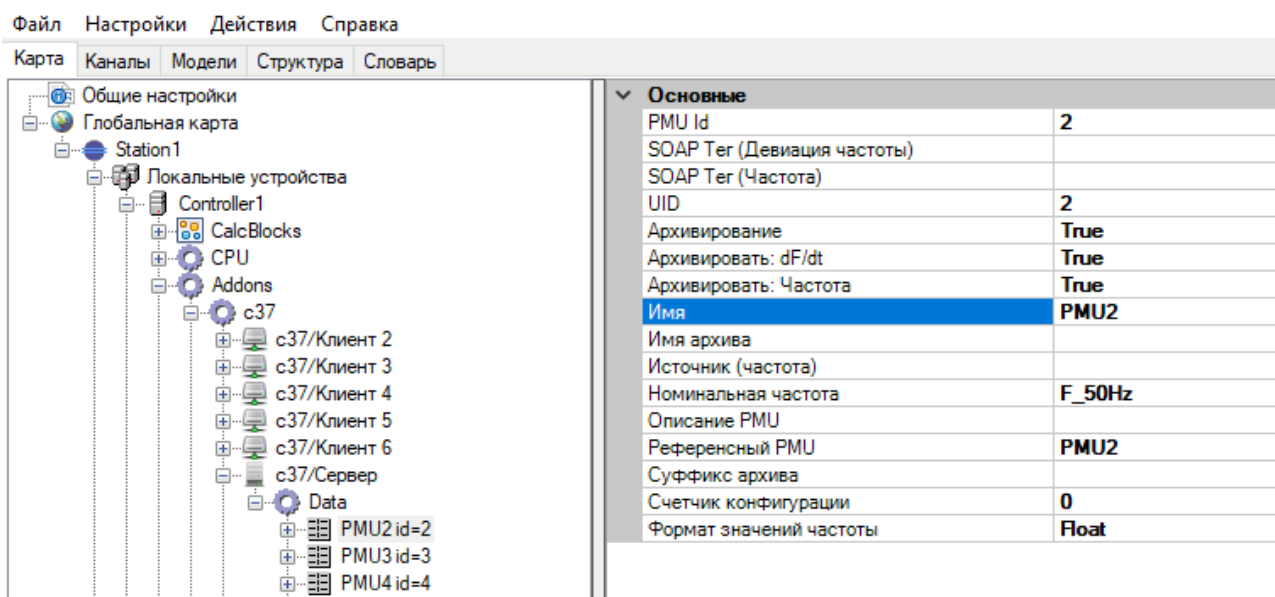 Файл Настройки Действия Справка
Карта Каналы Модели Структура Словарь
Общие настройки
Глобальная карта
Station1
Локальные устройства
Controller1
CalcBlocks
CPU
Addons
c37
c37/Клиент 2
c37/Клиент 3
c37/Клиент 4
c37/Клиент 5
c37/Клиент 6
c37/Сервер
Data
PMU2 id=2
PMU3 id=3
PMU4 id=4
Основные
PMU Id 2
SOAP Тег (Девиация частоты)
SOAP Тег (Частота)
UID 2
Архивирование True
Архивировать: dF/dt True
Архивировать: Частота True
Имя PMU2
Имя архива
Источник (частота)
Номинальная частота F_50Hz
Описание PMU
Референсный PMU PMU2
Суффикс архива
Счетчик конфигурации 0
Формат значений частоты Float